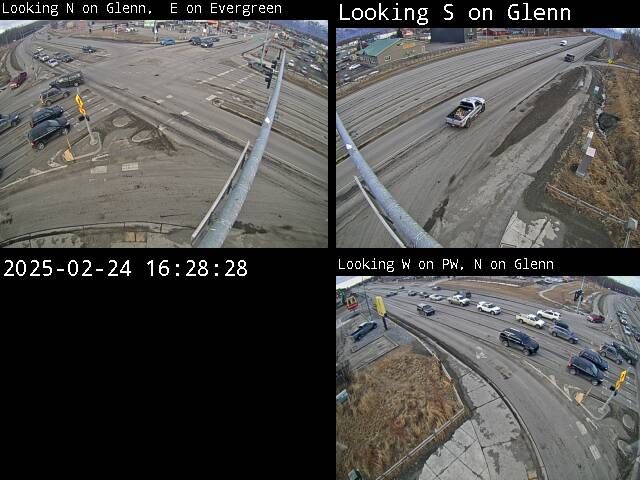 Looking N on Glenn,  E on Evergreen
Looking S on Glenn
2025-02-24 16:28:28
Looking W on PW, N on Glenn